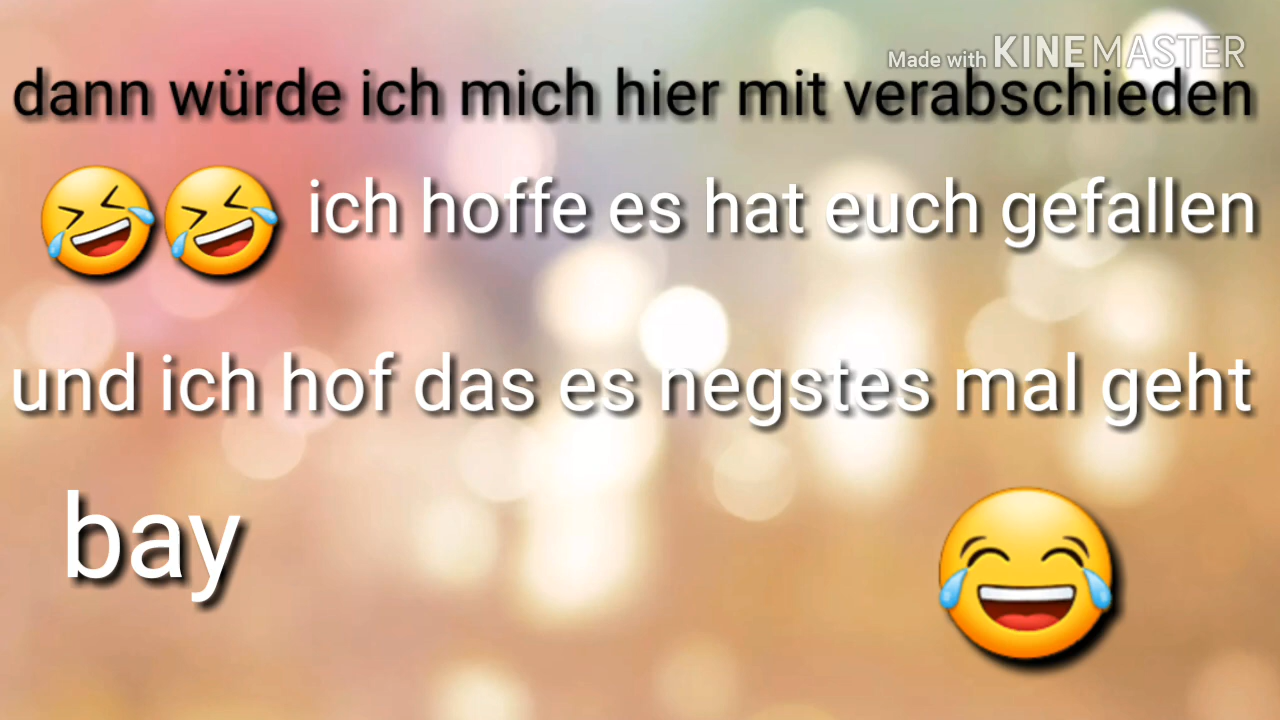 Made with KINEMASTER
dann würde ich mich hier mit verabschieden
🤣🤣 ich hoffe es hat euch gefallen
und ich hof das es negstes mal geht
bay 😂